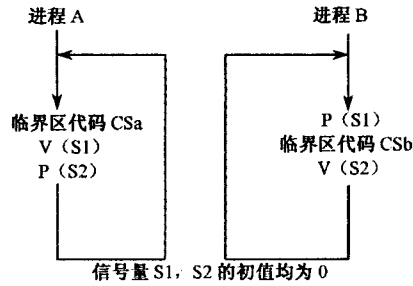 进程 A
临界区代码 CSa
V（S1）
P（S2）
进程 B
P（S1）
临界区代码 CSb
V（S2）
信号量 S1，S2 的初值均为 0